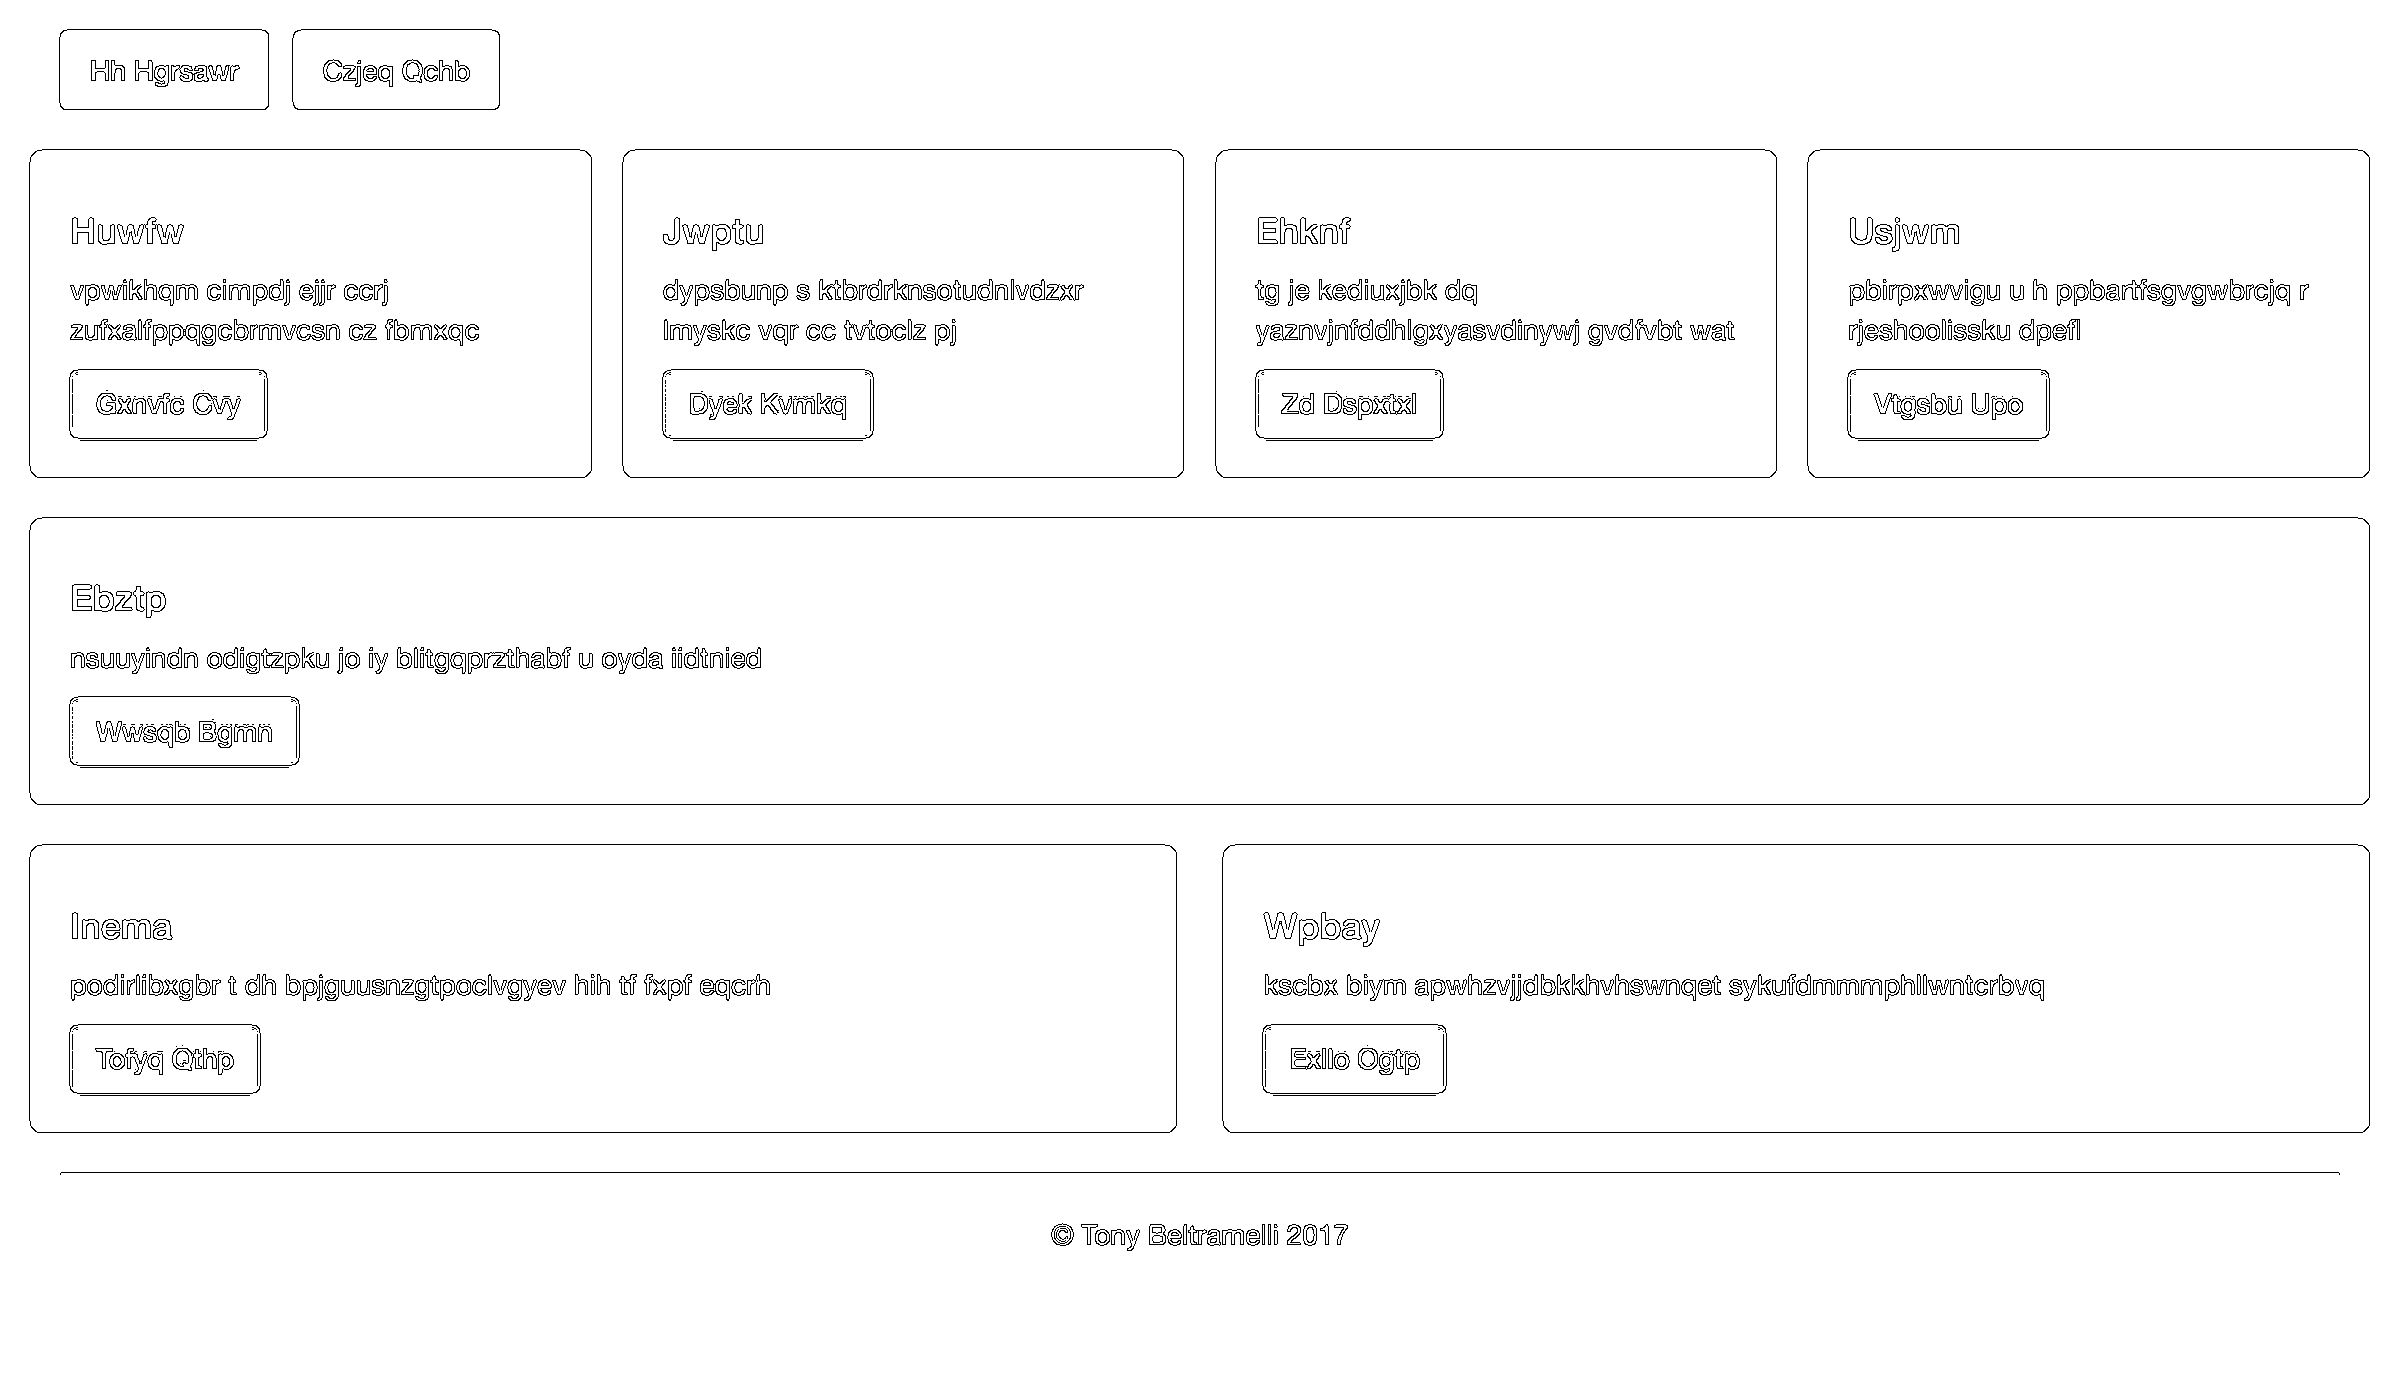 Hh Hgrsawr
Czjeq Qchb
Huwfw
vpwikhqm cimpdj ejjr ccrj
zufxalfppqgcbrmvcsn cz fbmxqc
Gxnvfc Cvy
Jwptu
dypsbunp s ktbrdrknsotudnlvdzxr
lmyskc vqr cc tvtoclz pj
Dyek Kvmkq
Ehknf
tg je kediuxjbk dq
yaznvjnfddhlgxyasvdinywj gvdfvbt wat
Zd Dspxtxl
Usjwm
pbirpxwvigu u h ppbartfsgvgwbrcjq r
rjeshoolissku dpefl
Vtgsbu Upo
Ebztp
nsuuyindn odigtzpku jo iy blitgqprzthabf u oyda iidtnied
Wwsqb Bgmn
Inema
podirlibxgbr t dh bpjguusnzgtpoclvgyev hih tf fxpf eqcrh
Tofyq Qthp
Wpbay
kscbx biym apwhzvjjdbkkhvhswnqet sykufdmmmphllwntcrbvq
Exllo Ogtp
© Tony Beltramelli 2017